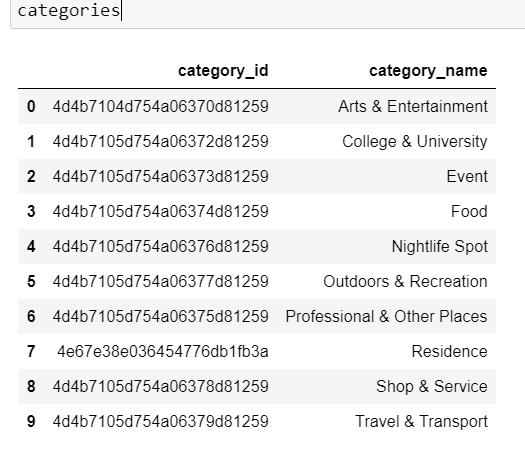 categories
category_id category_name
0 4d4b7104d754a06370d81259 Arts & Entertainment
1 4d4b7105d754a06372d81259 College & University
2 4d4b7105d754a06373d81259 Event
3 4d4b7105d754a06374d81259 Food
4 4d4b7105d754a06376d81259 Nightlife Spot
5 4d4b7105d754a06377d81259 Outdoors & Recreation
6 4d4b7105d754a06375d81259 Professional & Other Places
7 4e67e38e036454776db1fb3a Residence
8 4d4b7105d754a06378d81259 Shop & Service
9 4d4b7105d754a06379d81259 Travel & Transport